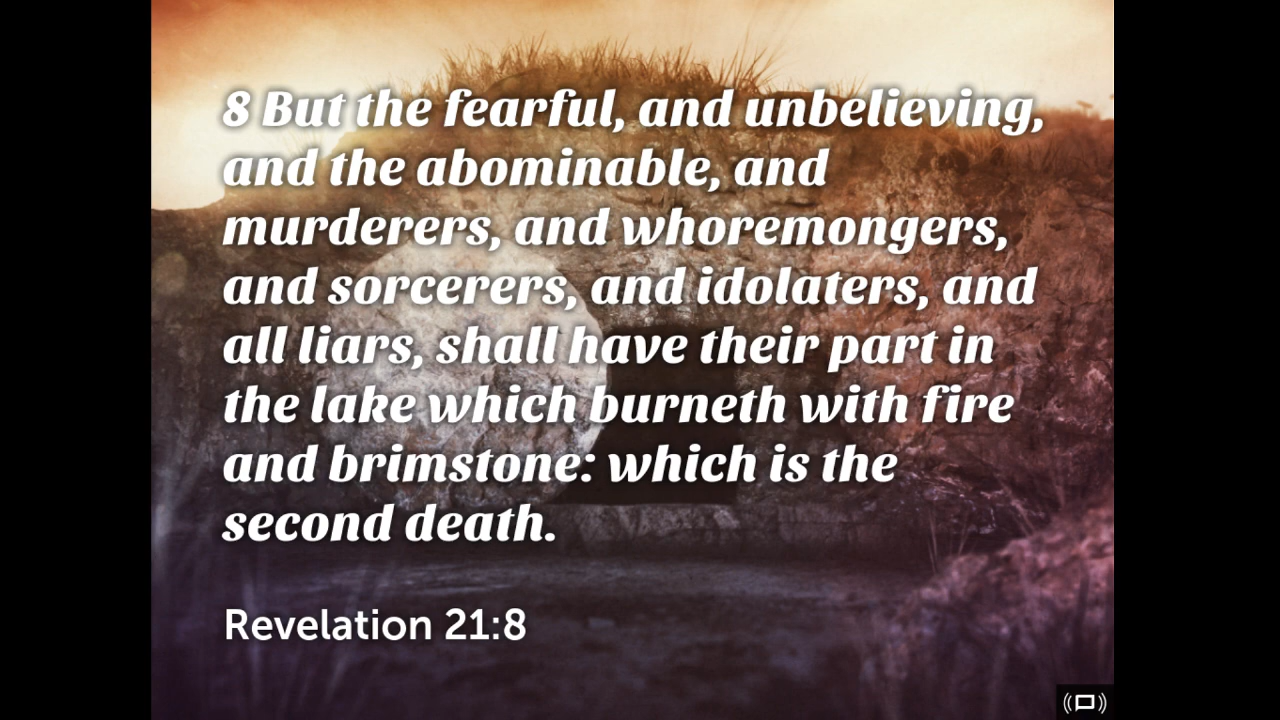 8 But the fearful, and unbelieving,
and the abominable, and
murderers, and whoremongers,
and sorcerers, and idolaters, and
all liars, shall have their part in
the lake which burneth with fire
and brimstone: which is the
second death.
Revelation 21:8